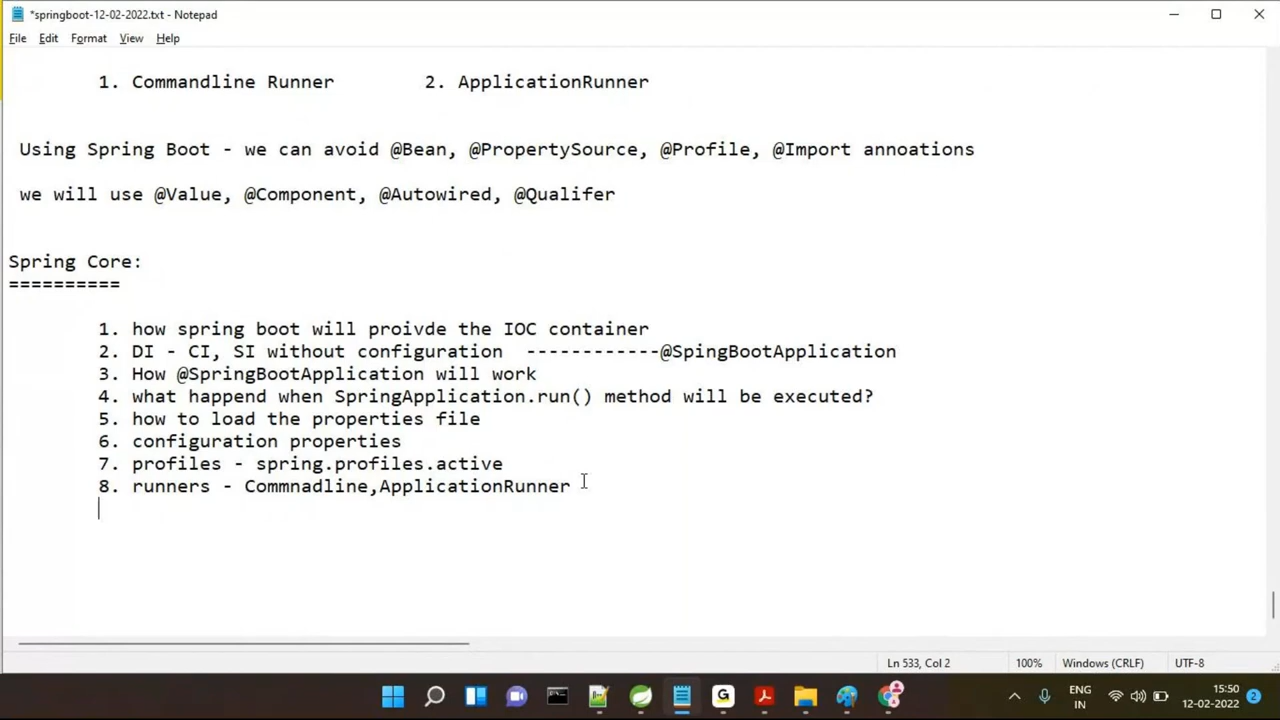 *springboot-12-02-2022.txt - Notepad
File Edit Format View Help
1. Commandline Runner 2. ApplicationRunner
Using Spring Boot - we can avoid @Bean, @PropertySource, @Profile, @Import annoations
we will use @Value, @Component, @Autowired, @Qualifer
Spring Core:
==========
1. how spring boot will proivde the IOC container
2. DI - CI, SI without configuration ------------@SpingBootApplication
3. How @SpringBootApplication will work
4. what happend when SpringApplication.run() method will be executed?
5. how to load the properties file
6. configuration properties
7. profiles - spring.profiles.active
8. runners - Commnadline,ApplicationRunner
Ln 533, Col 2 100% Windows (CRLF) UTF-8
ENG 15:50
IN 12-02-2022 2